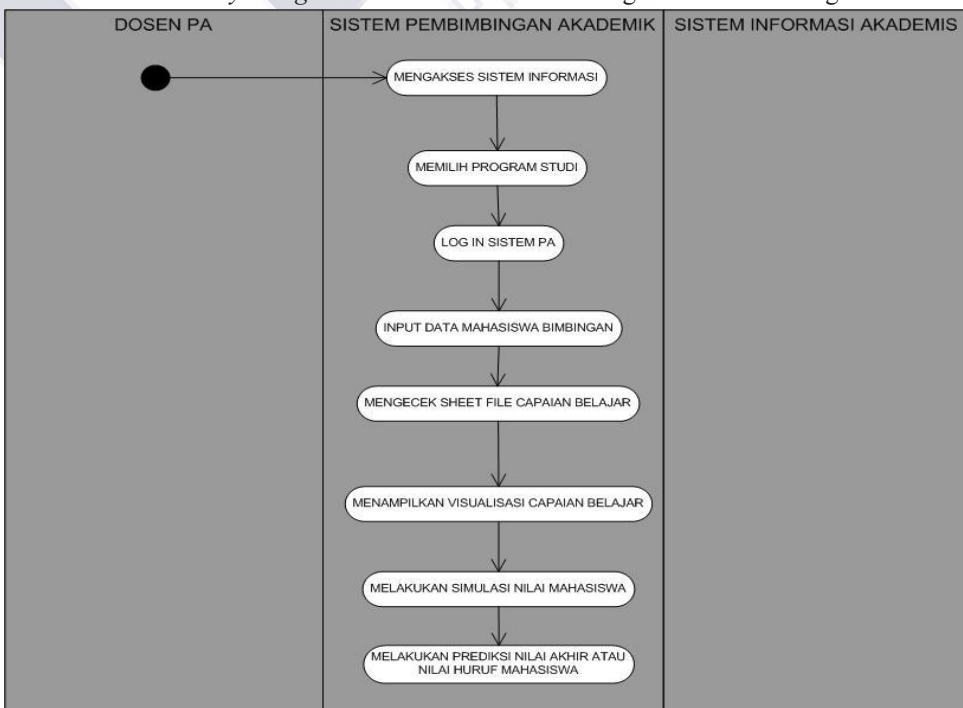 DOSEN PA
SISTEM PEMBIMBINGAN AKADEMIK
SISTEM INFORMASI AKADEMIS
MENGAKSES SISTEM INFORMASI
MEMILIH PROGRAM STUDI
LOG IN SISTEM PA
INPUT DATA MAHASISWA BIMBINGAN
MENGECEK SHEET FILE CAPAIAN BELAJAR
MENAMPILKAN VISUALISASI CAPAIAN BELAJAR
MELAKUKAN SIMULASI NILAI MAHASISWA
MELAKUKAN PREDIKSI NILAI AKHIR ATAU
NILAI HURUF MAHASISWA